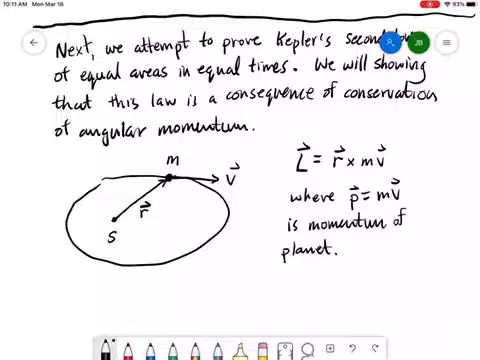 10:11 AM Mon Mar 16
53%
Next, we attempt to prove Kepler's second law
JB
of equal areas in equal times. We will showing
that this law is a consequence of conservation
of angular momentum.
m
V
r
S
L = r × mv
where p = mv
is momentum of
planet.